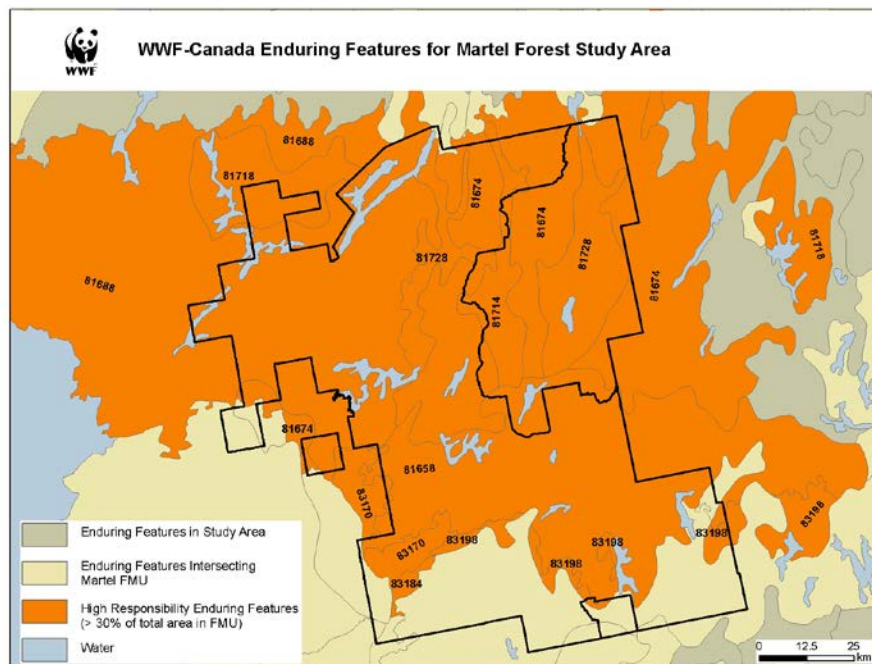 WWF-Canada Enduring Features for Martel Forest Study Area
WWF
81688
81718
81674
81674
81728
81728
81718
81674
81688
81714
81674
81658
83170
83198
83170
83198
83198
83198
83198
83184
Enduring Features in Study Area
Enduring Features Intersecting
Martel FMU
High Responsibility Enduring Features
(> 30% of total area in FMU)
Water
0 12.5 25
km